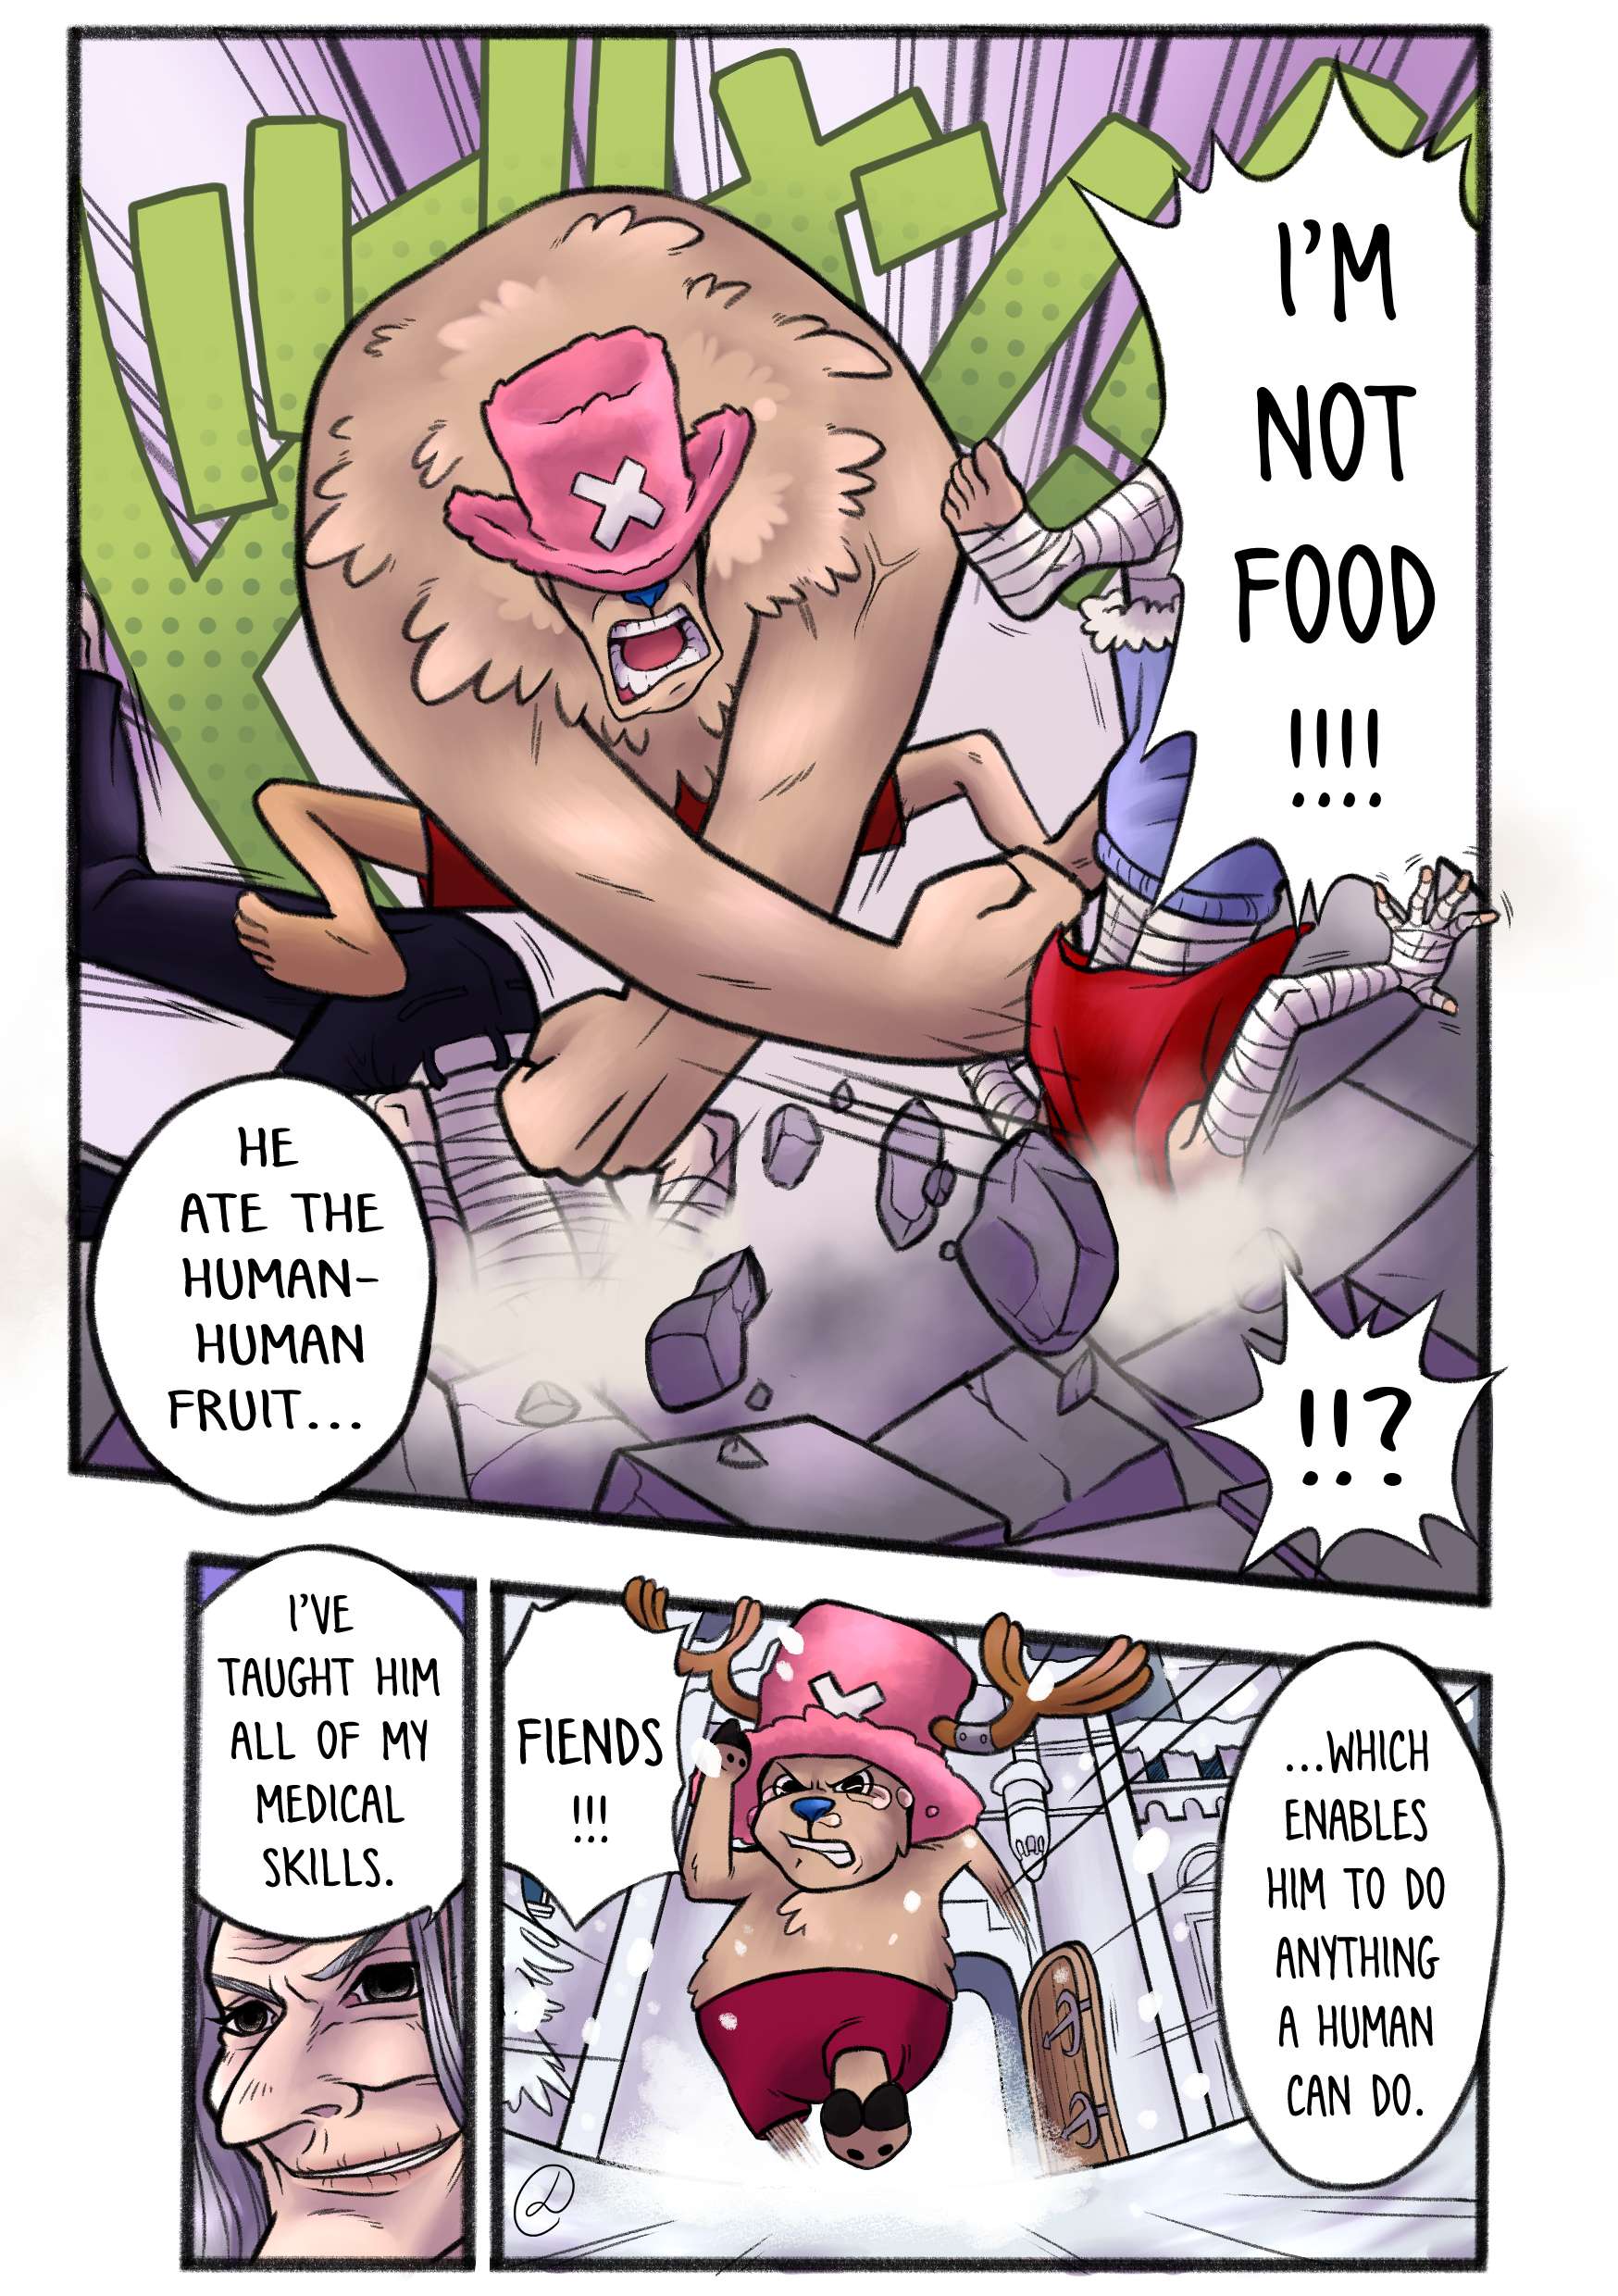 I'M
NOT
FOOD
!!!!
HE
ATE THE
HUMAN-
HUMAN
FRUIT...
!!?
...WHICH
ENABLES
HIM TO DO
ANYTHING
A HUMAN
CAN DO.
FIENDS
!!!
I'VE
TAUGHT HIM
ALL OF MY
MEDICAL
SKILLS.